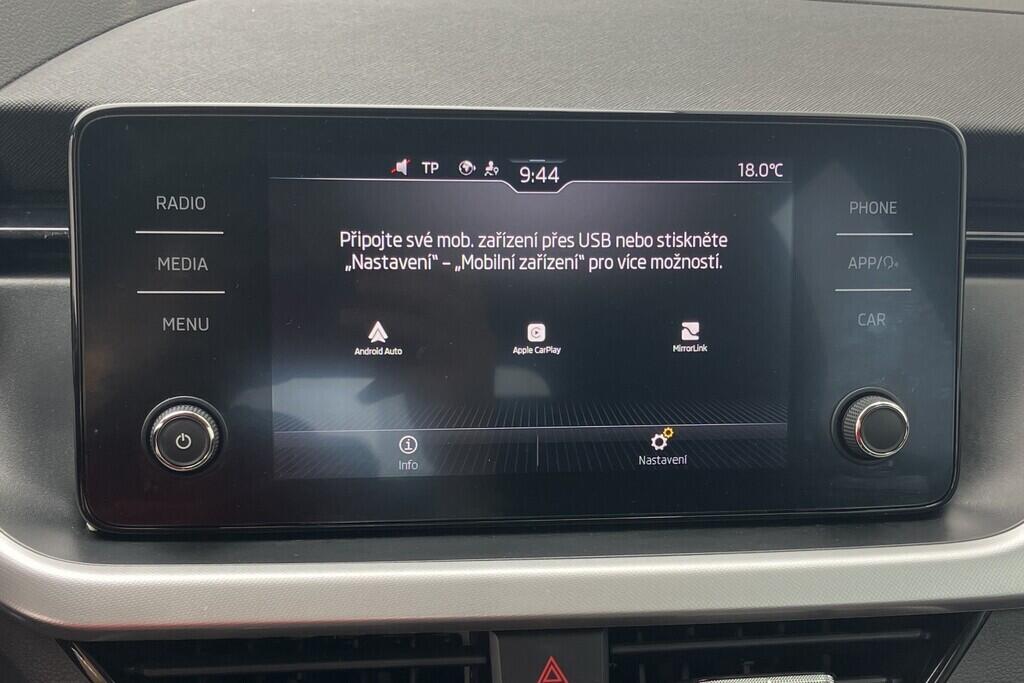 TP
9:44
18.0°C
RADIO
MEDIA
MENU
Připojte své mob. zařízení přes USB nebo stiskněte
„Nastavení“ – „Mobilní zařízení“ pro více možností.
Android Auto
Apple CarPlay
MirrorLink
Info
Nastavení
PHONE
APP/
CAR